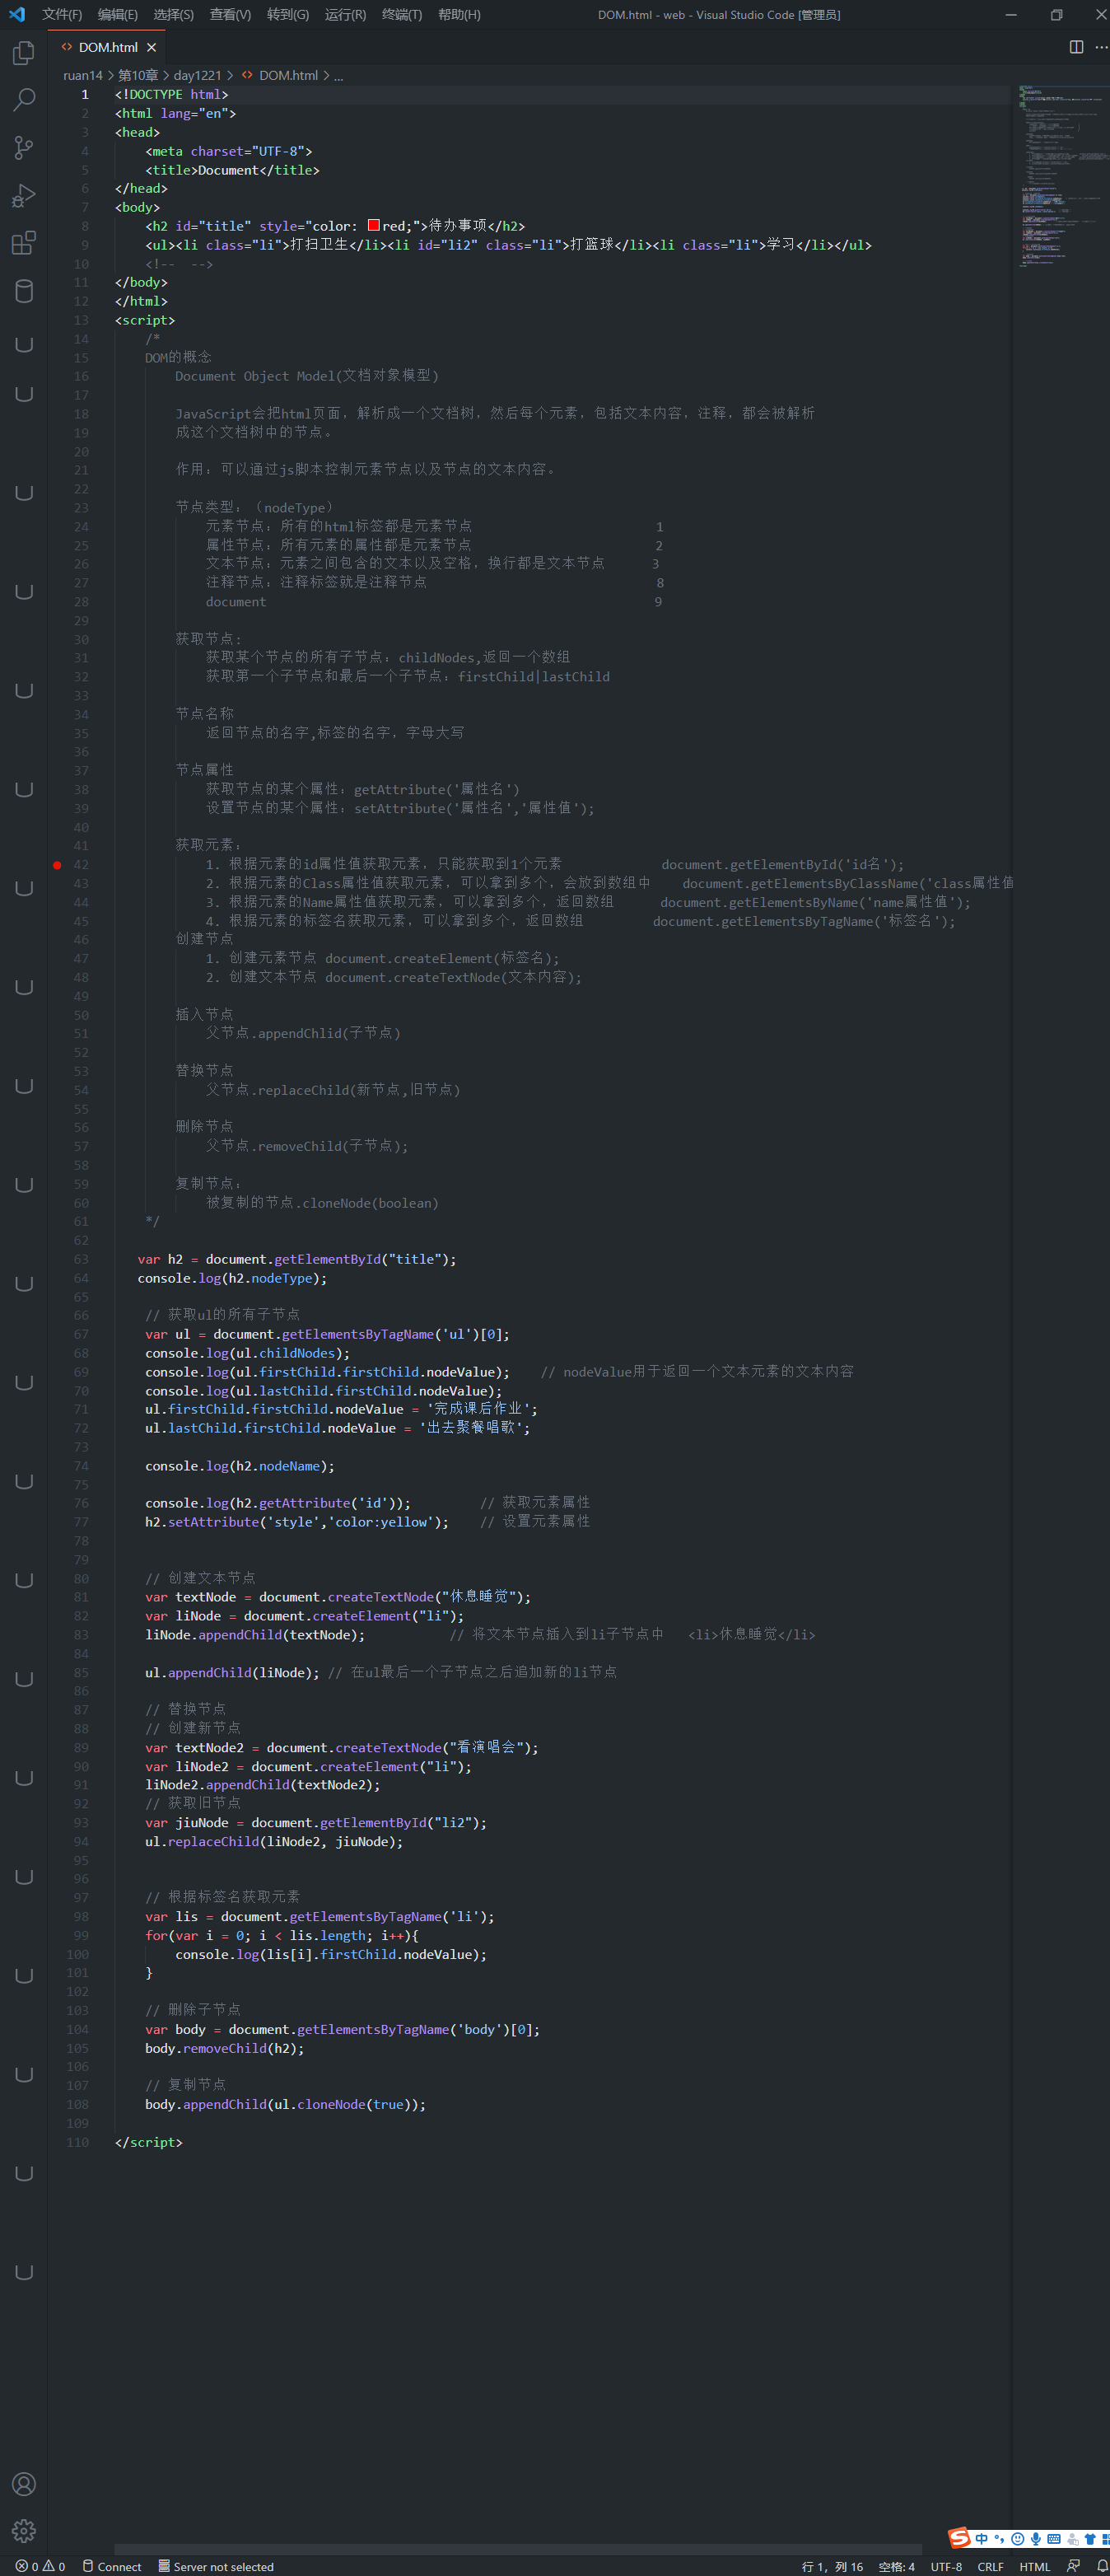 文件(F) 编辑(E) 选择(S) 查看(V) 转到(G) 运行(R) 终端(T) 帮助(H) DOM.html - web - Visual Studio Code [管理员]
DOM.html
ruan14 > 第10章 > day1221 > DOM.html > ...
1 <!DOCTYPE html>
2 <html lang="en">
3 <head>
4 <meta charset="UTF-8">
5 <title>Document</title>
6 </head>
7 <body>
8 <h2 id="title" style="color: red;">待办事项</h2>
9 <ul><li class="li">打扫卫生</li><li id="li2" class="li">打篮球</li><li class="li">学习</li></ul>
10 <!--  -->
11 </body>
12 </html>
13 <script>
14 /*
15 DOM的概念
16 Document Object Model(文档对象模型)
17
18 JavaScript会把html页面，解析成一个文档树，然后每个元素，包括文本内容，注释，都会被解析
19 成这个文档树中的节点。
20
21 作用：可以通过js脚本控制元素节点以及节点的文本内容。
22
23 节点类型：（nodeType）
24 元素节点：所有的html标签都是元素节点 1
25 属性节点：所有元素的属性都是元素节点 2
26 文本节点：元素之间包含的文本以及空格，换行都是文本节点 3
27 注释节点：注释标签就是注释节点 8
28 document 9
29
30 获取节点:
31 获取某个节点的所有子节点：childNodes,返回一个数组
32 获取第一个子节点和最后一个子节点：firstChild|lastChild
33
34 节点名称
35 返回节点的名字,标签的名字，字母大写
36
37 节点属性
38 获取节点的某个属性：getAttribute('属性名')
39 设置节点的某个属性：setAttribute('属性名','属性值');
40
41 获取元素：
42 1. 根据元素的id属性值获取元素，只能获取到1个元素 document.getElementById('id名');
43 2. 根据元素的Class属性值获取元素，可以拿到多个，会放到数组中 document.getElementsByClassName('class属性值
44 3. 根据元素的Name属性值获取元素，可以拿到多个，返回数组 document.getElementsByName('name属性值');
45 4. 根据元素的标签名获取元素，可以拿到多个，返回数组 document.getElementsByTagName('标签名');
46 创建节点
47 1. 创建元素节点 document.createElement(标签名);
48 2. 创建文本节点 document.createTextNode(文本内容);
49
50 插入节点
51 父节点.appendChlid(子节点)
52
53 替换节点
54 父节点.replaceChild(新节点,旧节点)
55
56 删除节点
57 父节点.removeChild(子节点);
58
59 复制节点：
60 被复制的节点.cloneNode(boolean)
61 */
62
63 var h2 = document.getElementById("title");
64 console.log(h2.nodeType);
65
66 // 获取ul的所有子节点
67 var ul = document.getElementsByTagName('ul')[0];
68 console.log(ul.childNodes);
69 console.log(ul.firstChild.firstChild.nodeValue); // nodeValue用于返回一个文本元素的文本内容
70 console.log(ul.lastChild.firstChild.nodeValue);
71 ul.firstChild.firstChild.nodeValue = '完成课后作业';
72 ul.lastChild.firstChild.nodeValue = '出去聚餐唱歌';
73
74 console.log(h2.nodeName);
75
76 console.log(h2.getAttribute('id')); // 获取元素属性
77 h2.setAttribute('style','color:yellow'); // 设置元素属性
78
79
80 // 创建文本节点
81 var textNode = document.createTextNode("休息睡觉");
82 var liNode = document.createElement("li");
83 liNode.appendChild(textNode); // 将文本节点插入到li子节点中 <li>休息睡觉</li>
84
85 ul.appendChild(liNode); // 在ul最后一个子节点之后追加新的li节点
86
87 // 替换节点
88 // 创建新节点
89 var textNode2 = document.createTextNode("看演唱会");
90 var liNode2 = document.createElement("li");
91 liNode2.appendChild(textNode2);
92 // 获取旧节点
93 var jiuNode = document.getElementById("li2");
94 ul.replaceChild(liNode2, jiuNode);
95
96
97 // 根据标签名获取元素
98 var lis = document.getElementsByTagName('li');
99 for(var i = 0; i < lis.length; i++){
100 console.log(lis[i].firstChild.nodeValue);
101 }
102
103 // 删除子节点
104 var body = document.getElementsByTagName('body')[0];
105 body.removeChild(h2);
106
107 // 复制节点
108 body.appendChild(ul.cloneNode(true));
109
110 </script>
中
0 0 Connect Server not selected 行 1，列 16 空格: 4 UTF-8 CRLF HTML